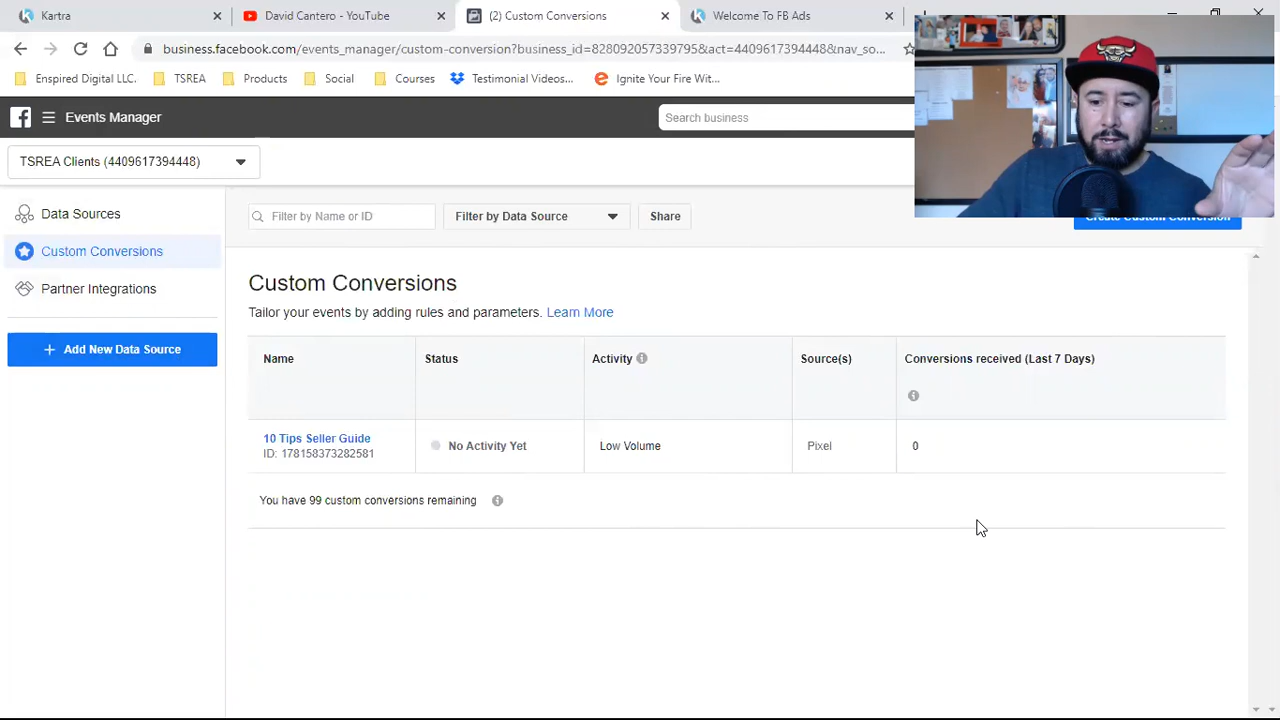 Kartra
David Cantero - YouTube
(2) Custom Conversions
Welcome To FB Ads
business.facebook.com
manager/custom-conversion?business_id=828092057339795&act=4409617394448&nav_so...
Enspired Digital LLC.
TSREA
Products
Courses
Testimonial Videos...
Ignite Your Fire Wit...
Events Manager
Search business
TSREA Clients (4409617394448)
Data Sources
Custom Conversions
Partner Integrations
+ Add New Data Source
Filter by Name or ID
Filter by Data Source
Share
Create Custom Conversion
Custom Conversions
Tailor your events by adding rules and parameters. Learn More
Name
Status
Activity
Source(s)
Conversions received (Last 7 Days)
10 Tips Seller Guide
ID: 178158373282581
No Activity Yet
Low Volume
Pixel
0
You have 99 custom conversions remaining